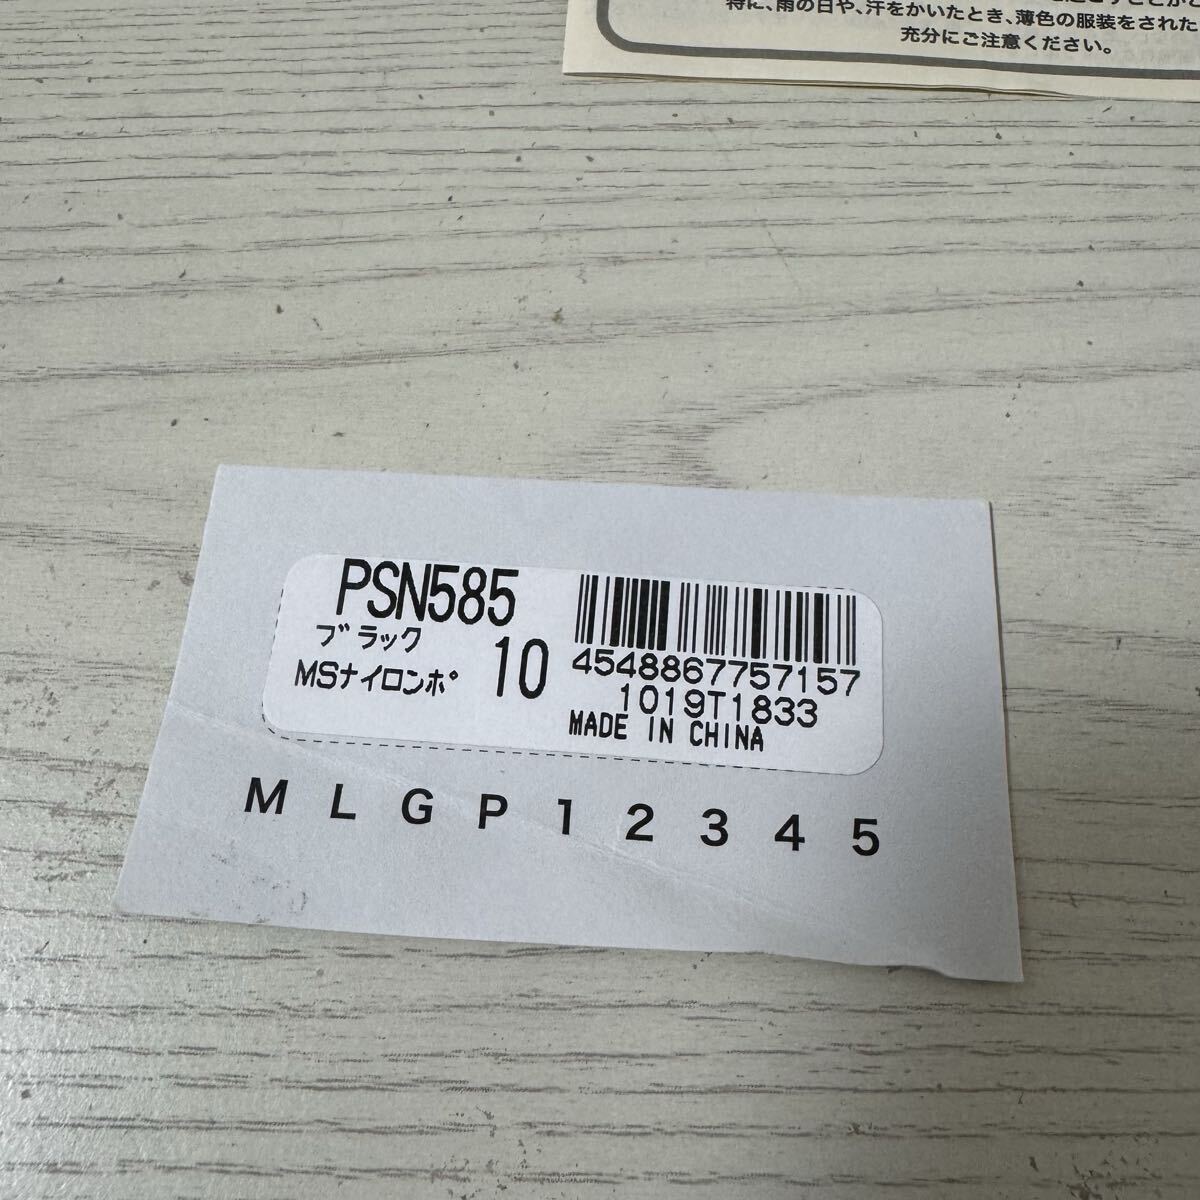 特に、雨の日や、汗をかいたとき、薄色の服装をされた
充分にご注意ください。
PSN585
ブラック
MSナイロンポ 10
4548867757157
1019T1833
MADE IN CHINA
M L G P 1 2 3 4 5